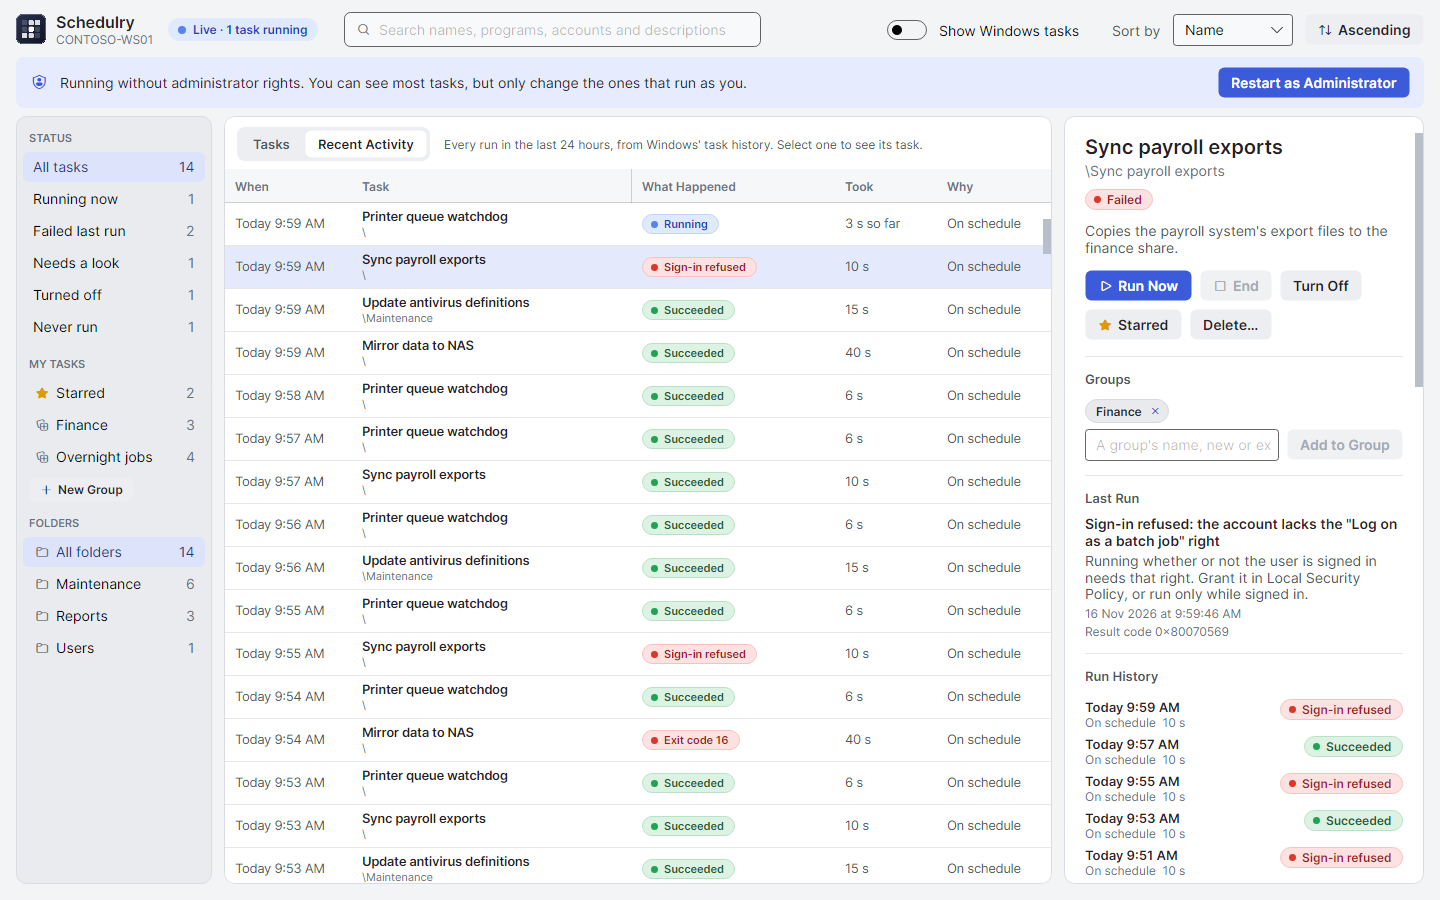 Schedulry
CONTOSO-WS01
Live · 1 task running
Search names, programs, accounts and descriptions
Show Windows tasks
Sort by
Name
Ascending
Running without administrator rights. You can see most tasks, but only change the ones that run as you.
Restart as Administrator
STATUS
All tasks 14
Running now 1
Failed last run 2
Needs a look 1
Turned off 1
Never run 1
MY TASKS
Starred 2
Finance 3
Overnight jobs 4
New Group
FOLDERS
All folders 14
Maintenance 6
Reports 3
Users 1
Tasks
Recent Activity
Every run in the last 24 hours, from Windows' task history. Select one to see its task.
When Task What Happened Took Why
Today 9:59 AM Printer queue watchdog Running 3 s so far On schedule
\
Today 9:59 AM Sync payroll exports Sign-in refused 10 s On schedule
\
Today 9:59 AM Update antivirus definitions Succeeded 15 s On schedule
\Maintenance
Today 9:59 AM Mirror data to NAS Succeeded 40 s On schedule
\
Today 9:58 AM Printer queue watchdog Succeeded 6 s On schedule
\
Today 9:57 AM Printer queue watchdog Succeeded 6 s On schedule
\
Today 9:57 AM Sync payroll exports Succeeded 10 s On schedule
\
Today 9:56 AM Printer queue watchdog Succeeded 6 s On schedule
\
Today 9:56 AM Update antivirus definitions Succeeded 15 s On schedule
\Maintenance
Today 9:55 AM Printer queue watchdog Succeeded 6 s On schedule
\
Today 9:55 AM Sync payroll exports Sign-in refused 10 s On schedule
\
Today 9:54 AM Printer queue watchdog Succeeded 6 s On schedule
\
Today 9:54 AM Mirror data to NAS Exit code 16 40 s On schedule
\
Today 9:53 AM Printer queue watchdog Succeeded 6 s On schedule
\
Today 9:53 AM Sync payroll exports Succeeded 10 s On schedule
\
Today 9:53 AM Update antivirus definitions Succeeded 15 s On schedule
\Maintenance
Sync payroll exports
\Sync payroll exports
Failed
Copies the payroll system's export files to the
finance share.
Run Now
End
Turn Off
Starred
Delete...
Groups
Finance ×
A group's name, new or ex
Add to Group
Last Run
Sign-in refused: the account lacks the "Log on
as a batch job" right
Running whether or not the user is signed in
needs that right. Grant it in Local Security
Policy, or run only while signed in.
16 Nov 2026 at 9:59:46 AM
Result code 0×80070569
Run History
Today 9:59 AM Sign-in refused
On schedule 10 s
Today 9:57 AM Succeeded
On schedule 10 s
Today 9:55 AM Sign-in refused
On schedule 10 s
Today 9:53 AM Succeeded
On schedule 10 s
Today 9:51 AM Sign-in refused
On schedule 10 s